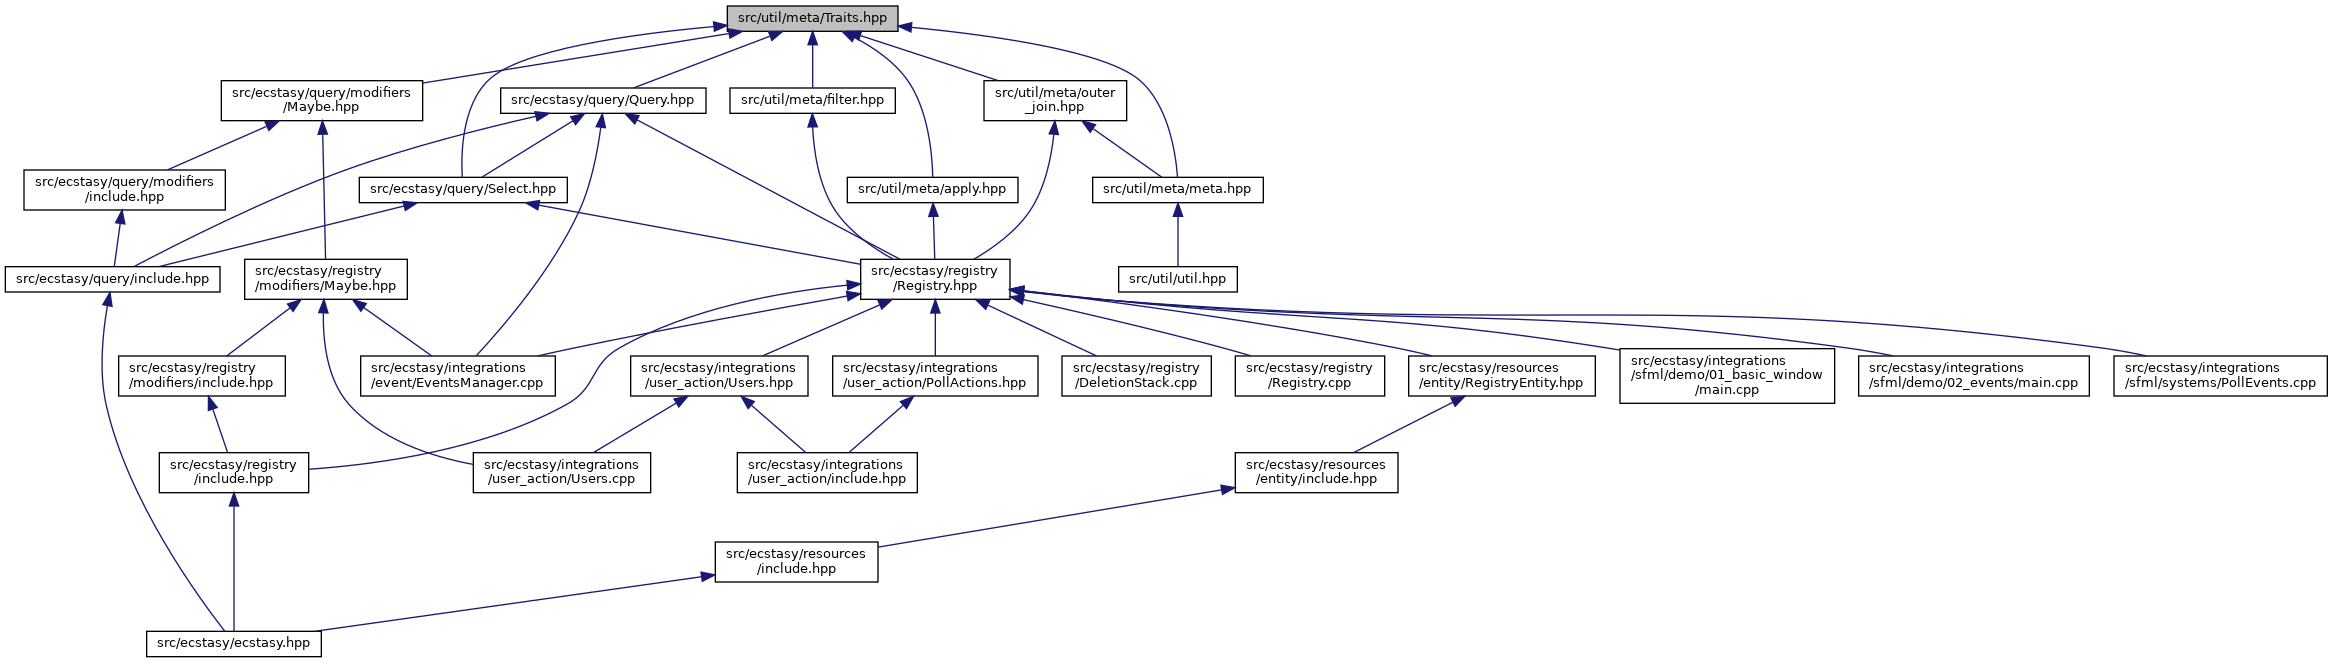 src/util/meta/Traits.hpp
src/ecstasy/query/modifiers
/Maybe.hpp
src/ecstasy/query/Query.hpp
src/util/meta/filter.hpp
src/util/meta/outer
_join.hpp
src/ecstasy/query/modifiers
/include.hpp
src/ecstasy/query/Select.hpp
src/util/meta/apply.hpp
src/util/meta/meta.hpp
src/ecstasy/query/include.hpp
src/ecstasy/registry
/modifiers/Maybe.hpp
src/ecstasy/registry
/Registry.hpp
src/util/util.hpp
src/ecstasy/registry
/modifiers/include.hpp
src/ecstasy/integrations
/event/EventsManager.cpp
src/ecstasy/integrations
/user_action/Users.hpp
src/ecstasy/integrations
/user_action/PollActions.hpp
src/ecstasy/registry
/DeletionStack.cpp
src/ecstasy/registry
/Registry.cpp
src/ecstasy/resources
/entity/RegistryEntity.hpp
src/ecstasy/integrations
/sfml/demo/01_basic_window
/main.cpp
src/ecstasy/integrations
/sfml/demo/02_events/main.cpp
src/ecstasy/integrations
/sfml/systems/PollEvents.cpp
src/ecstasy/registry
/include.hpp
src/ecstasy/integrations
/user_action/Users.cpp
src/ecstasy/integrations
/user_action/include.hpp
src/ecstasy/resources
/entity/include.hpp
src/ecstasy/resources
/include.hpp
src/ecstasy/ecstasy.hpp